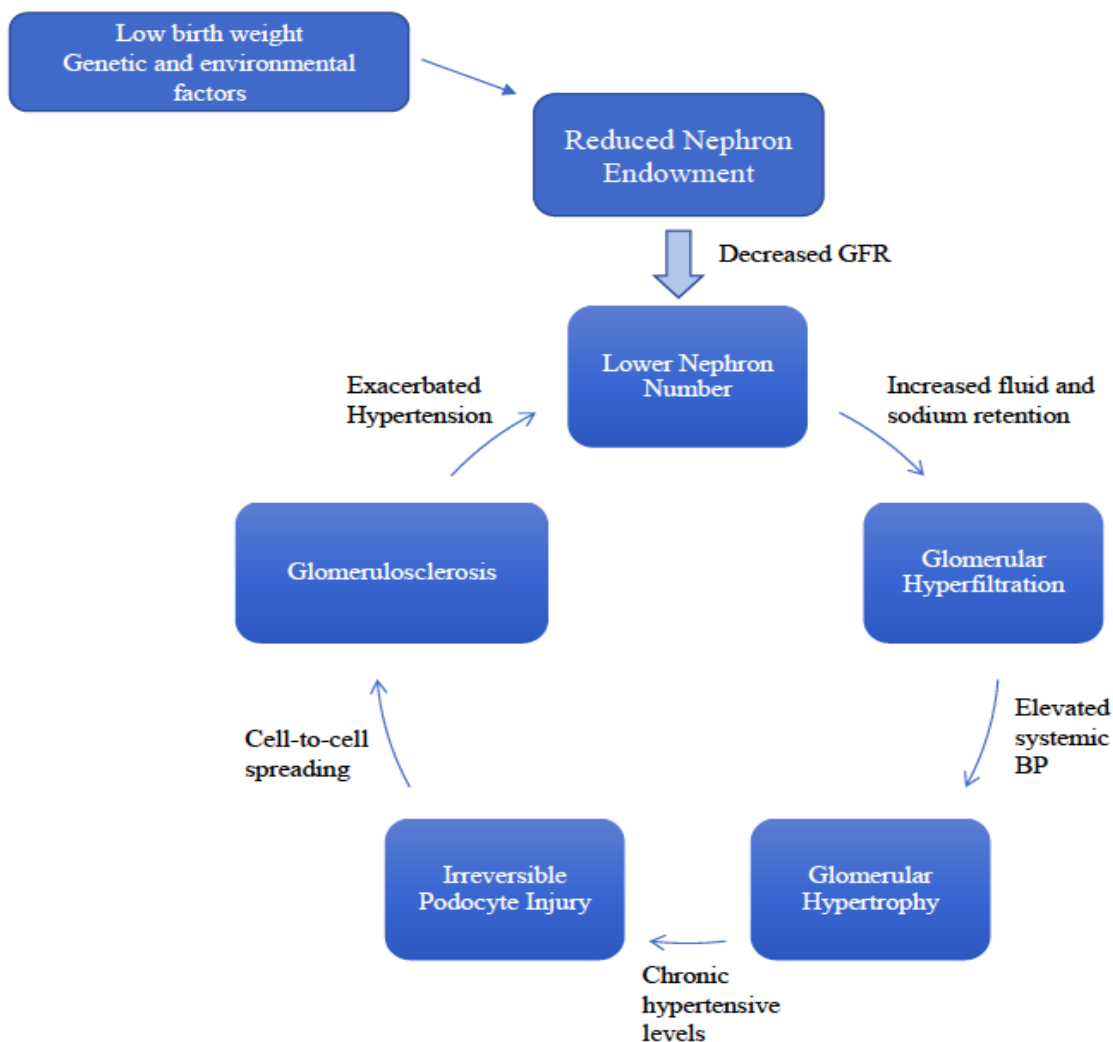 Low birth weight
Genetic and environmental
factors
Reduced Nephron
Endowment
Decreased GFR
Lower Nephron
Number
Increased fluid and
sodium retention
Glomerular
Hyperfiltration
Elevated
systemic
BP
Glomerular
Hypertrophy
Chronic
hypertensive
levels
Irreversible
Podocyte Injury
Cell-to-cell
spreading
Glomerulosclerosis
Exacerbated
Hypertension